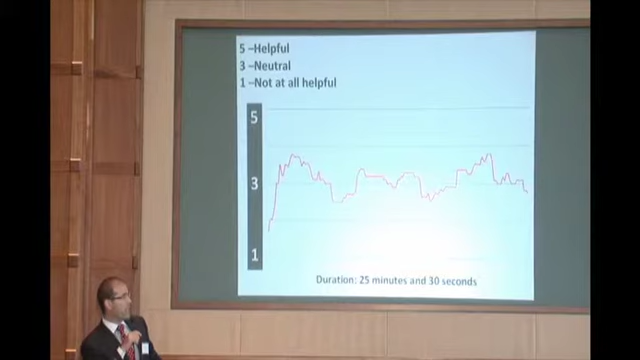 5 –Helpful
3 –Neutral
1 –Not at all helpful
5
3
1
Duration: 25 minutes and 30 seconds